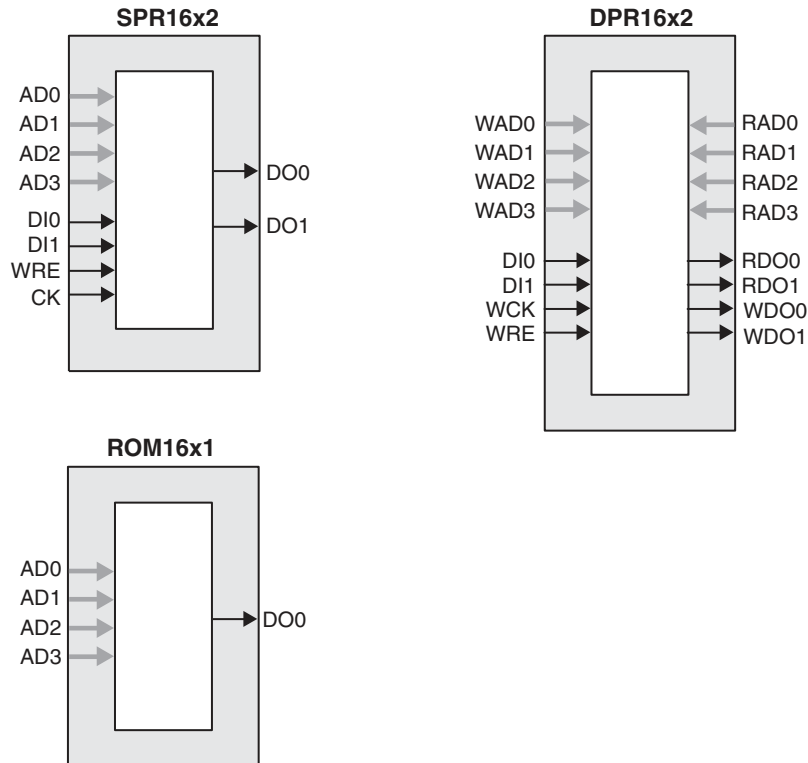 SPR16x2
AD0
AD1
AD2
AD3
DI0
DI1
WRE
CK
DO0
DO1
DPR16x2
WAD0
WAD1
WAD2
WAD3
DI0
DI1
WCK
WRE
RAD0
RAD1
RAD2
RAD3
RDO0
RDO1
WDO0
WDO1
ROM16x1
AD0
AD1
AD2
AD3
DO0